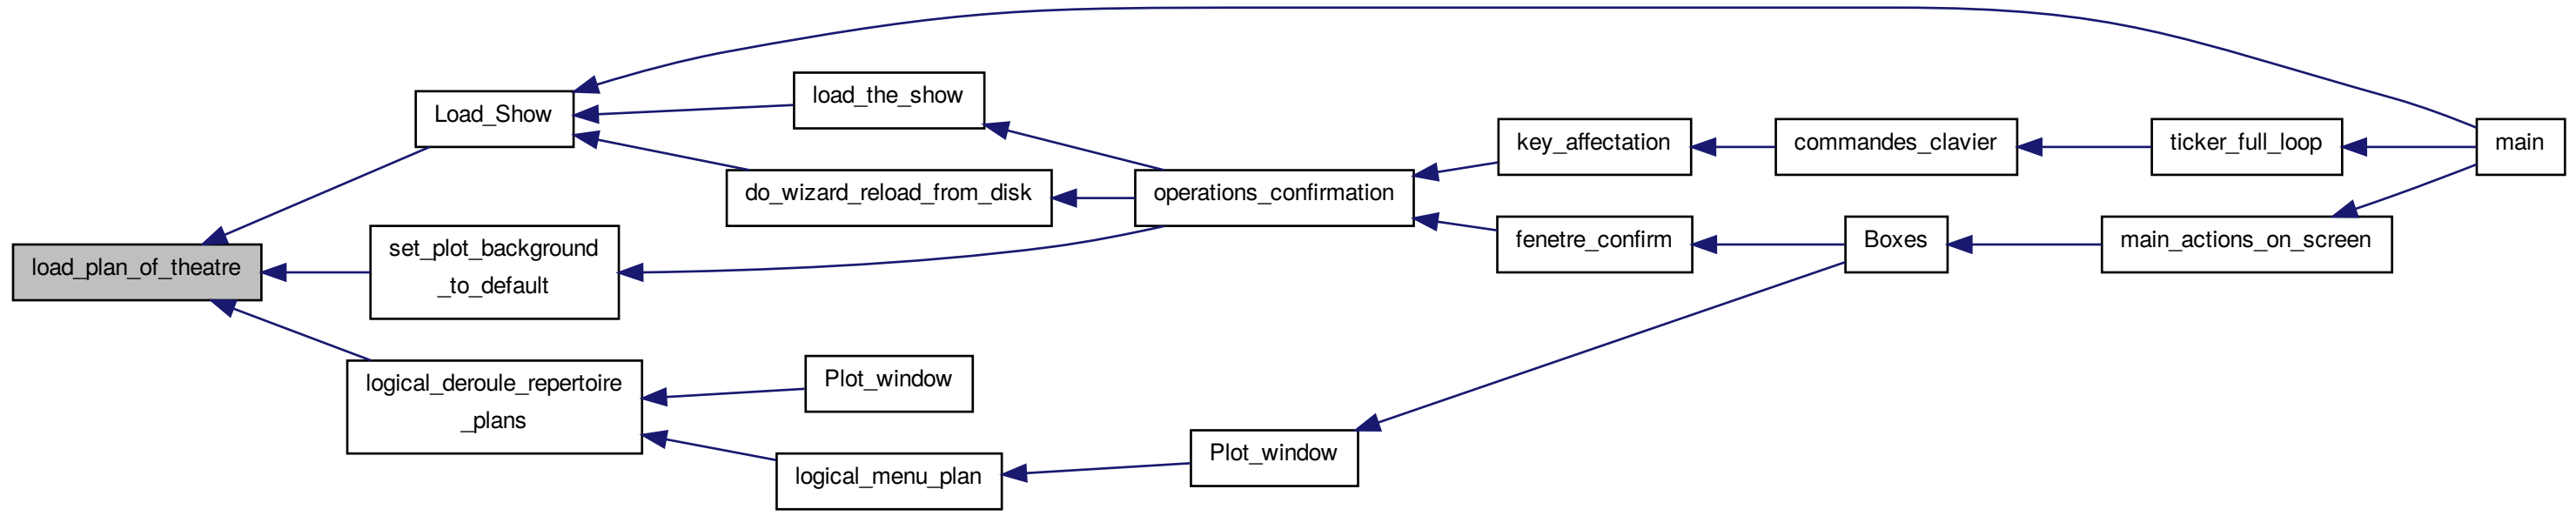 load_plan_of_theatre
Load_Show
set_plot_background
_to_default
logical_deroule_repertoire
_plans
load_the_show
do_wizard_reload_from_disk
Plot_window
logical_menu_plan
operations_confirmation
Plot_window
key_affectation
fenetre_confirm
commandes_clavier
Boxes
ticker_full_loop
main_actions_on_screen
main